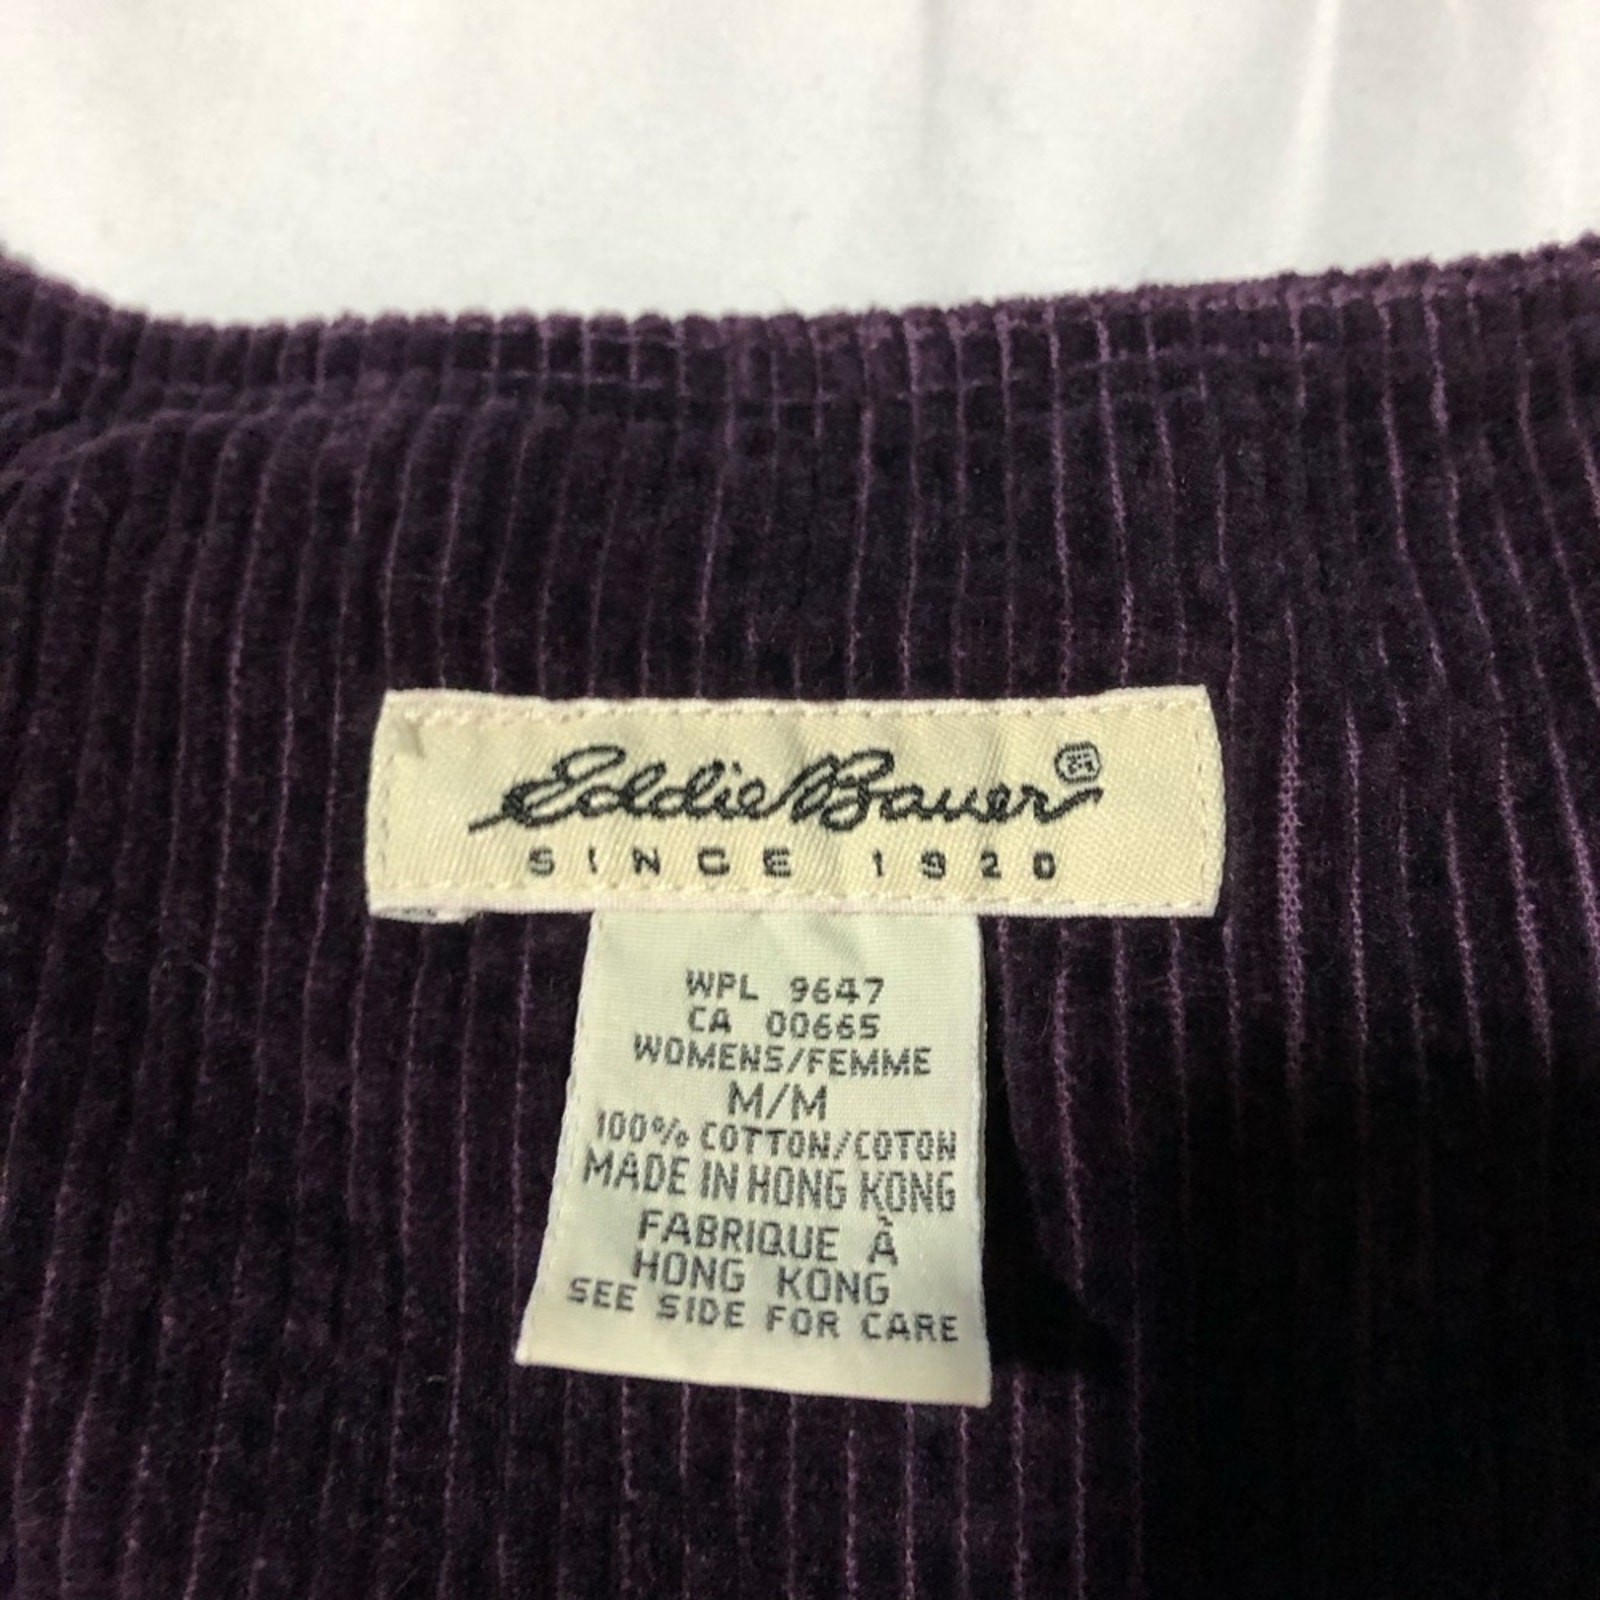 Eddie Bauer®
SINCE 1920
WPL 9647
CA 00665
WOMENS/FEMME
M/M
100% COTTON/COTON
MADE IN HONG KONG
FABRIQUE À
HONG KONG
SEE SIDE FOR CARE